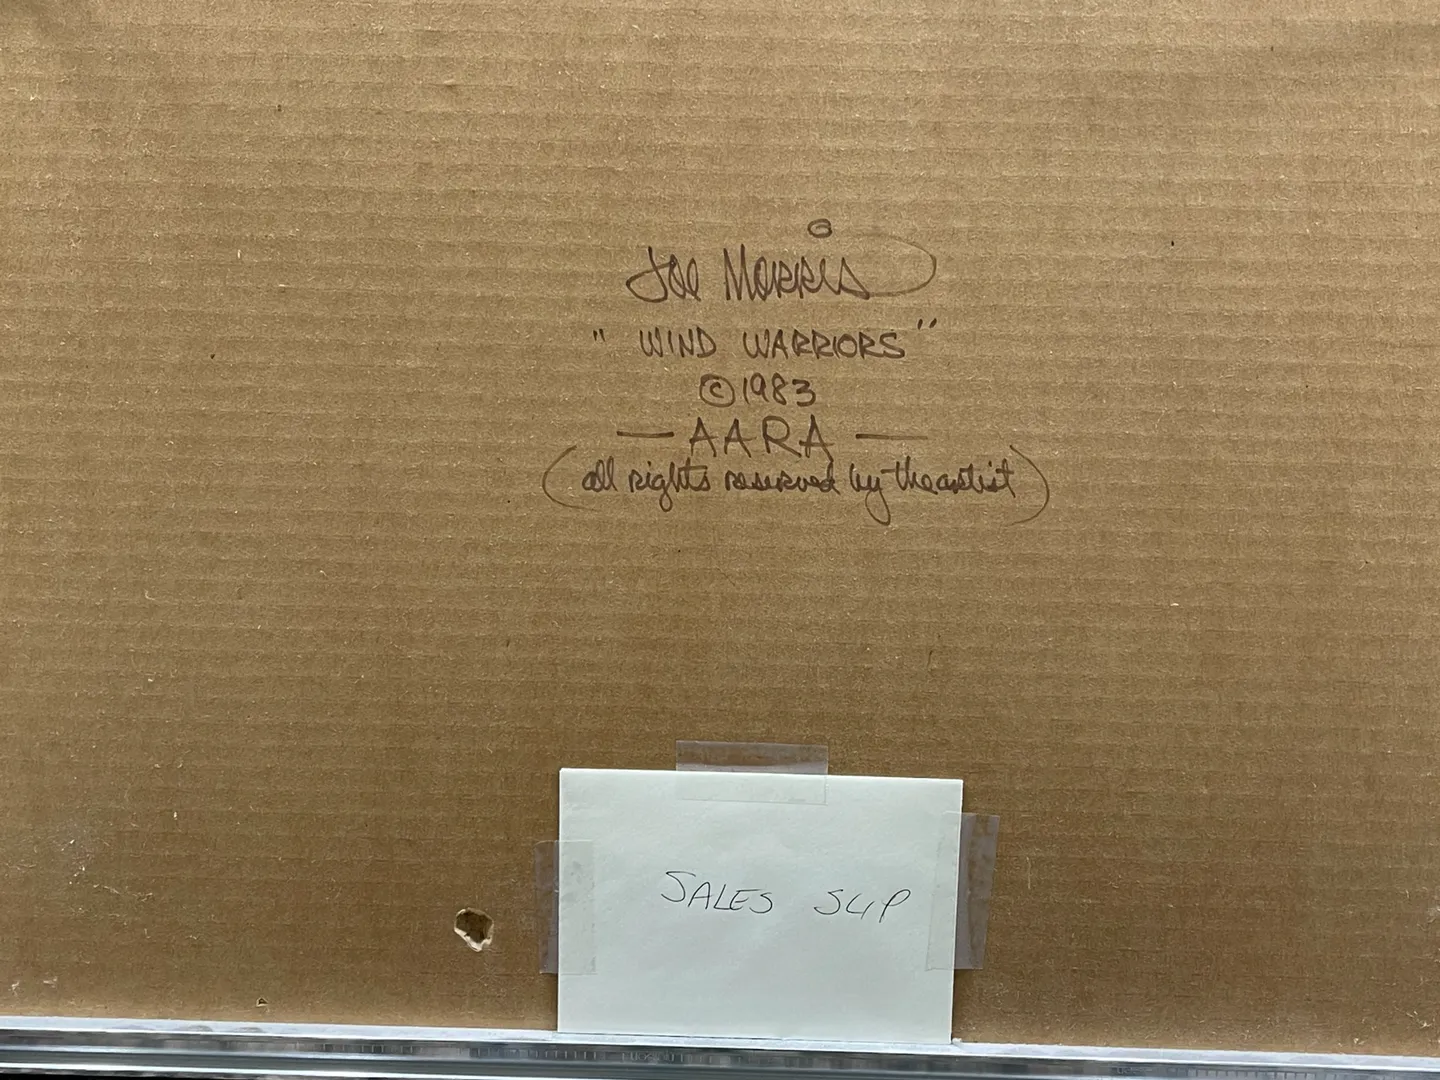 Joe Morris
" WIND WARRIORS "
©1983
— AARA —
(all rights reserved by the artist)
SALES SLIP